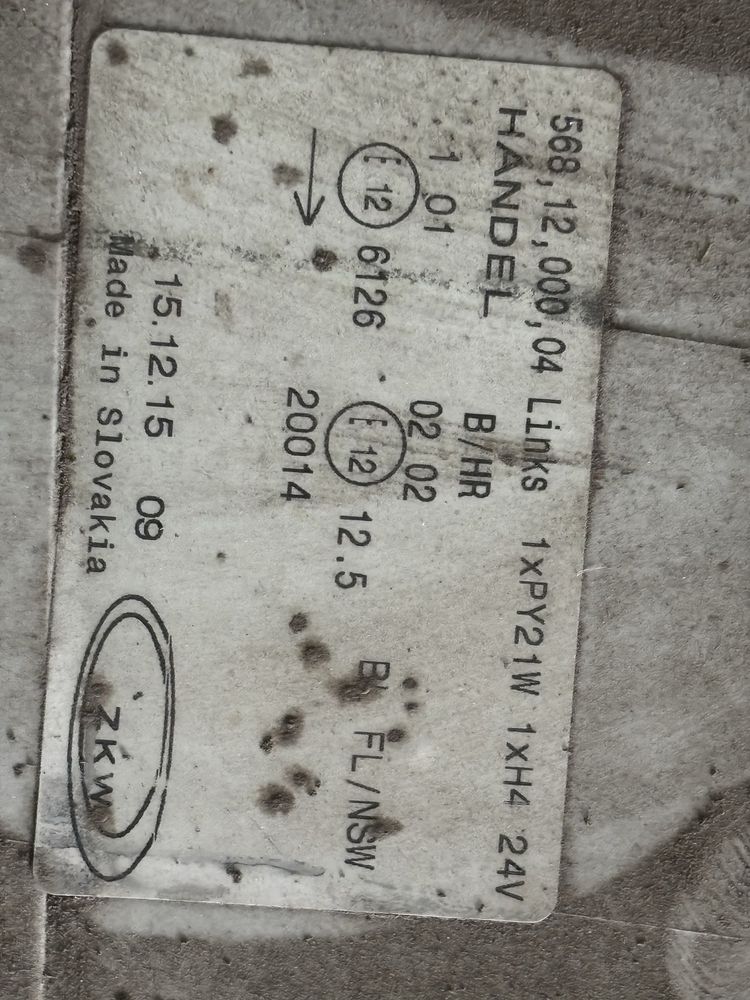 568,12,000,04 Links 1xPY21W 1xH4 24V
HANDEL B/HR
1 01 02 02
E 12 6126 E 12 12.5 BL FL/NSW
→ 20014
15.12.15 09
Made in Slovakia
ZKW